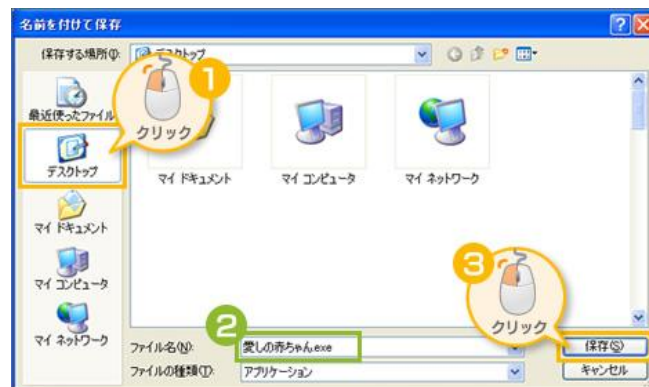 名前を付けて保存
保存する場所(I):
デスクトップ
1
クリック
最近使ったファイル
デスクトップ
マイ ドキュメント
マイ コンピュータ
マイ ネットワーク
マイ ドキュメント
マイ コンピュータ
マイ ネットワーク
3
クリック
2
ファイル名(N):
愛しの赤ちゃん.exe
保存(S)
ファイルの種類(T):
アプリケーション
キャンセル